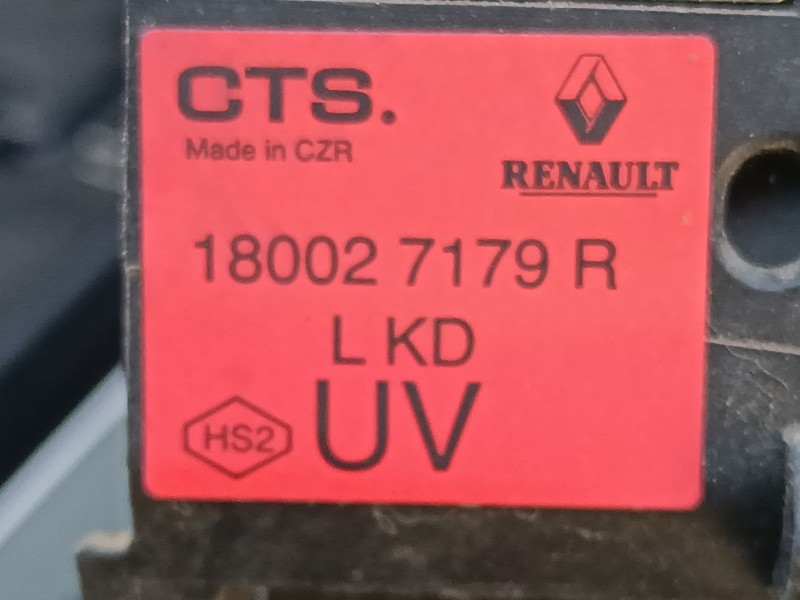 CTS.
Made in CZR
RENAULT
18002 7179 R
L KD
HS2
UV